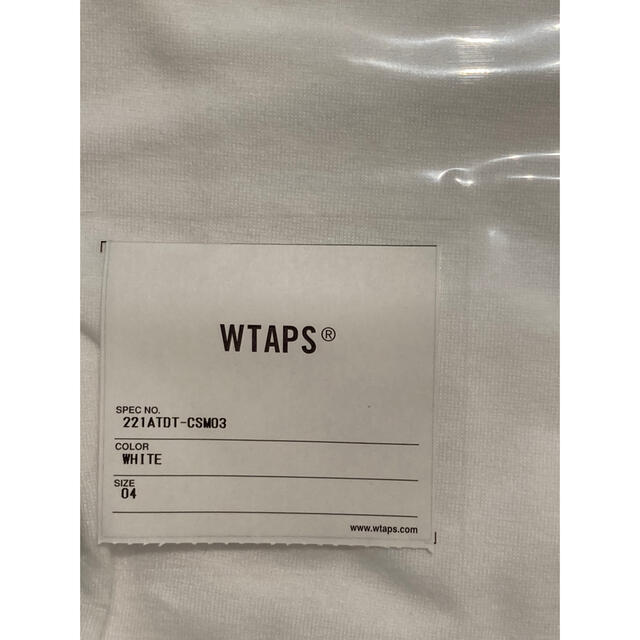 WTAPS®
SPEC NO.
221ATDT-CSM03
COLOR
WHITE
SIZE
04
www.wtaps.com